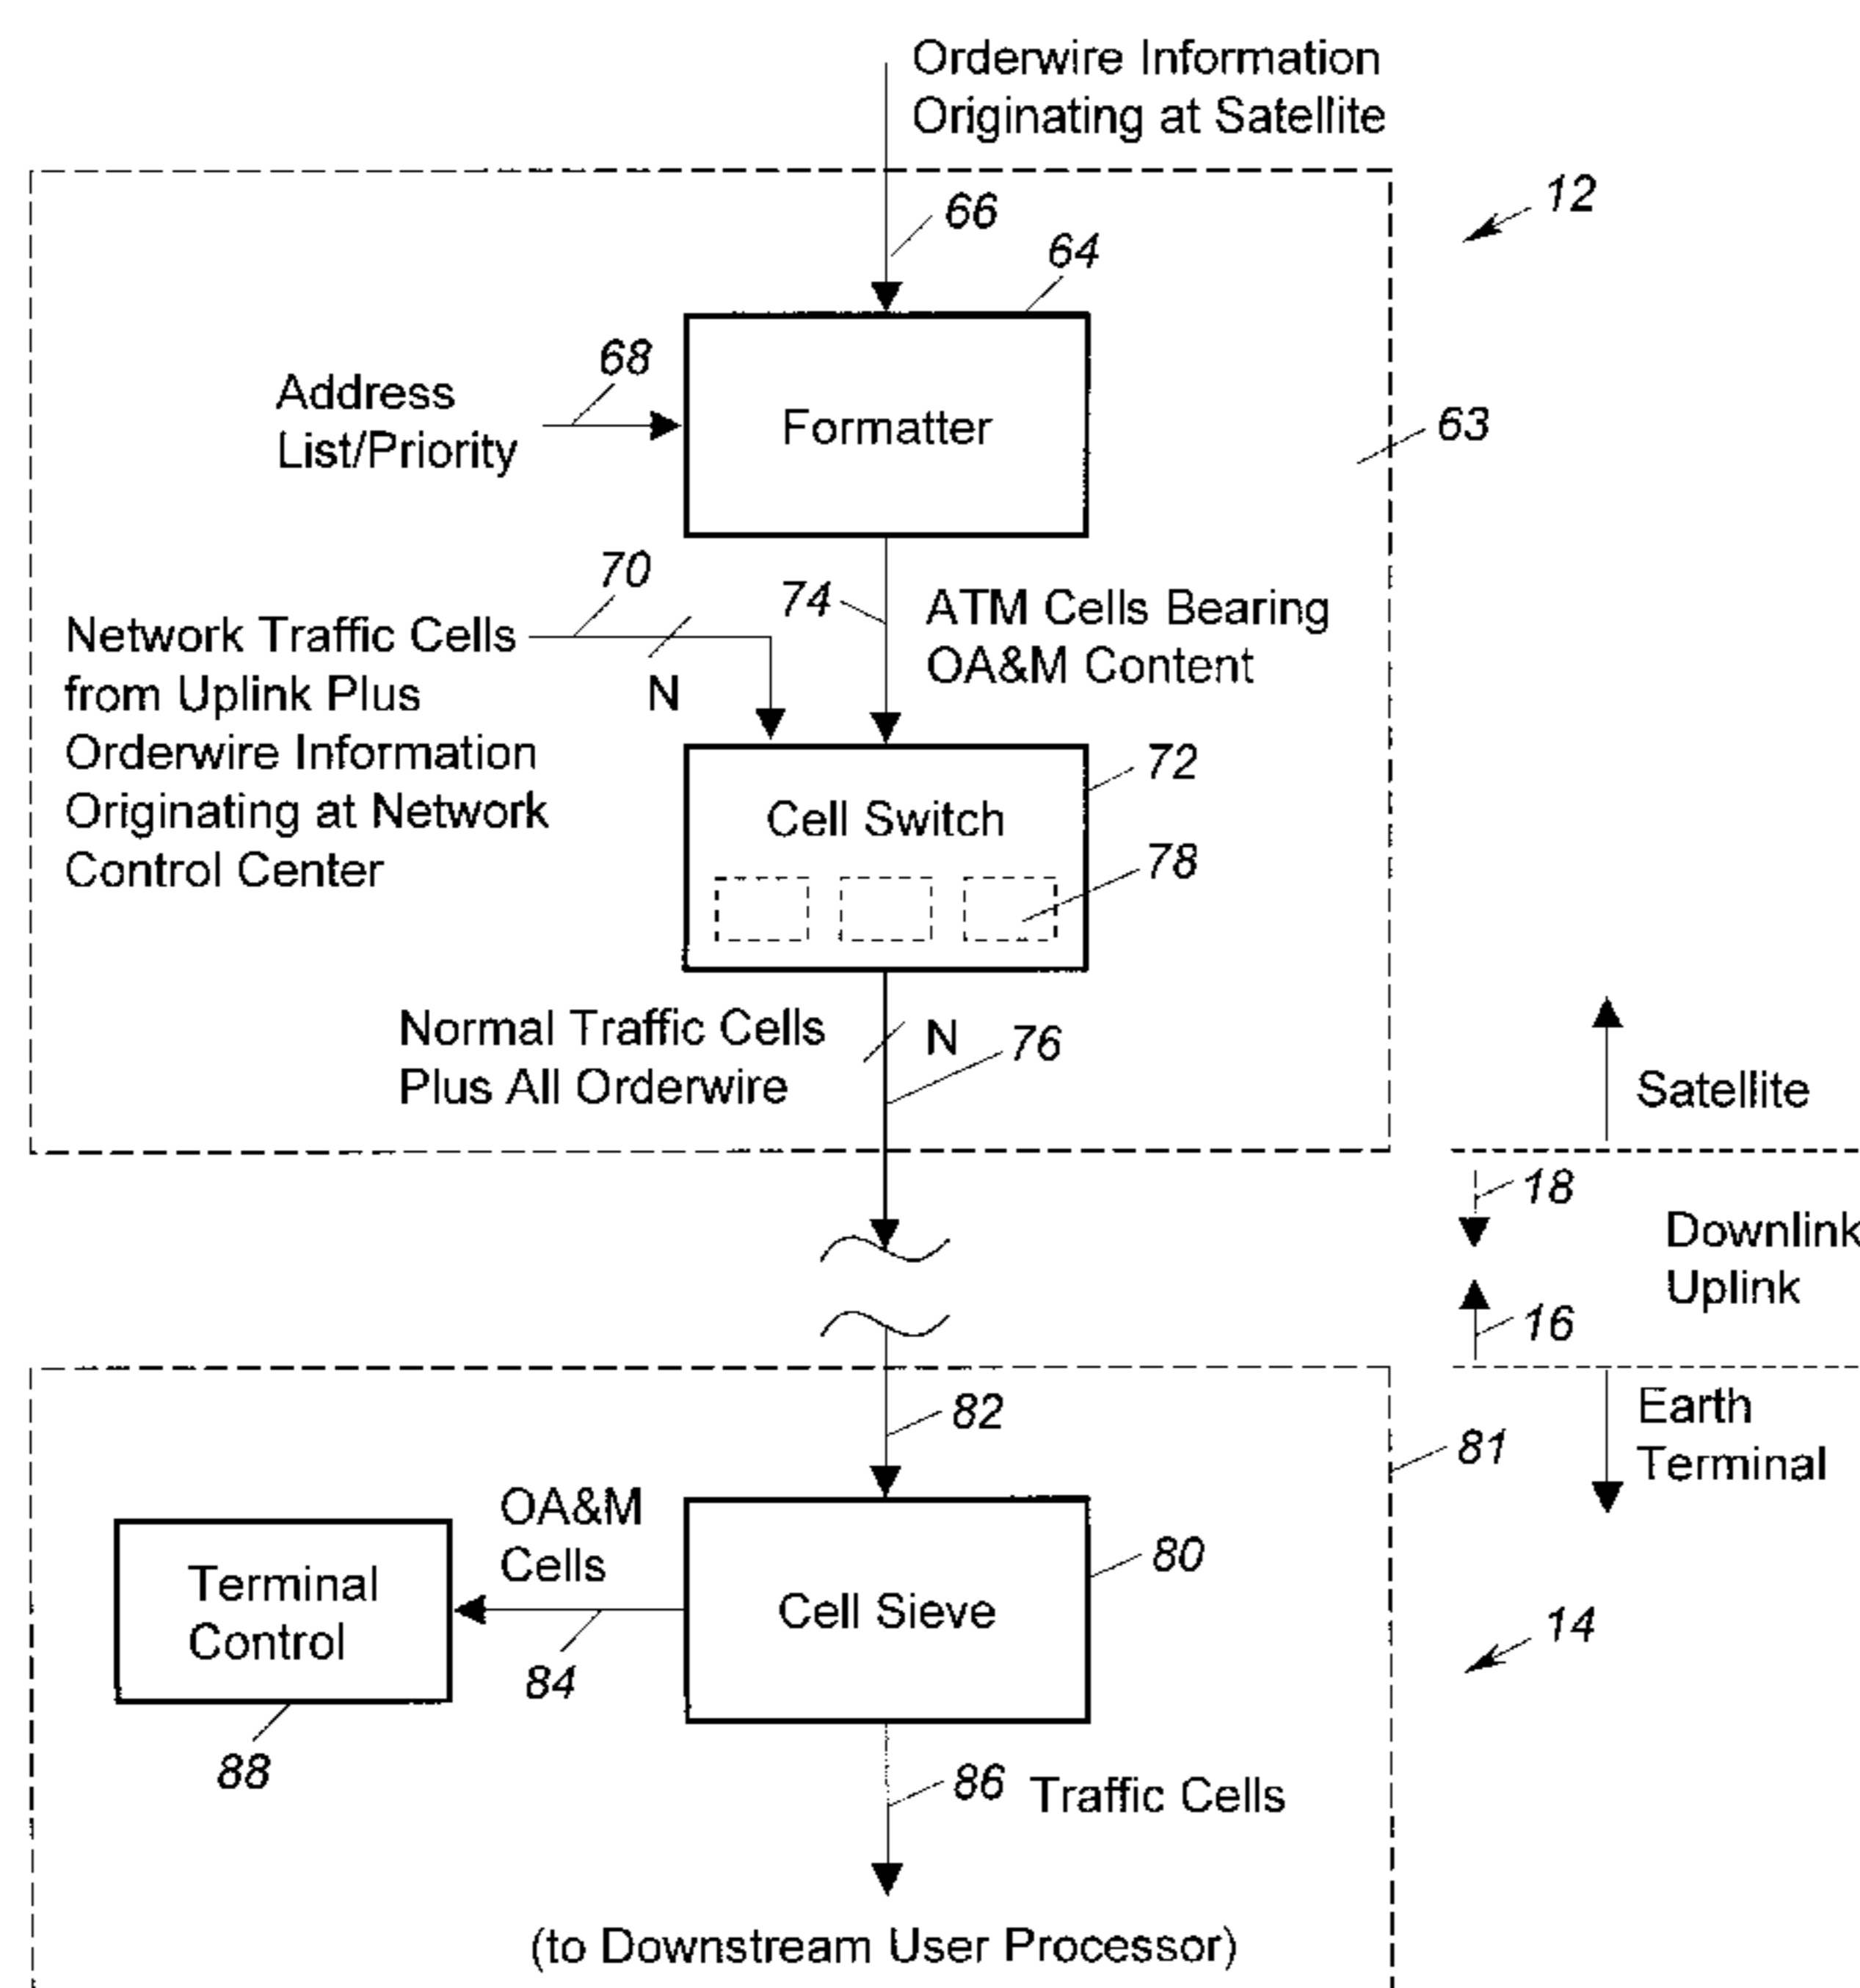 Orderwire Information
Originating at Satellite
12
66
64
68
Address
List/Priority
Formatter
63
70
74
ATM Cells Bearing
OA&M Content
Network Traffic Cells
from Uplink Plus
Orderwire Information
Originating at Network
Control Center
N
72
Cell Switch
78
Normal Traffic Cells
Plus All Orderwire
N
76
Satellite
18
Downlink
Uplink
16
82
Earth
Terminal
81
OA&M
Cells
80
Terminal
Control
Cell Sieve
14
84
88
86
Traffic Cells
(to Downstream User Processor)